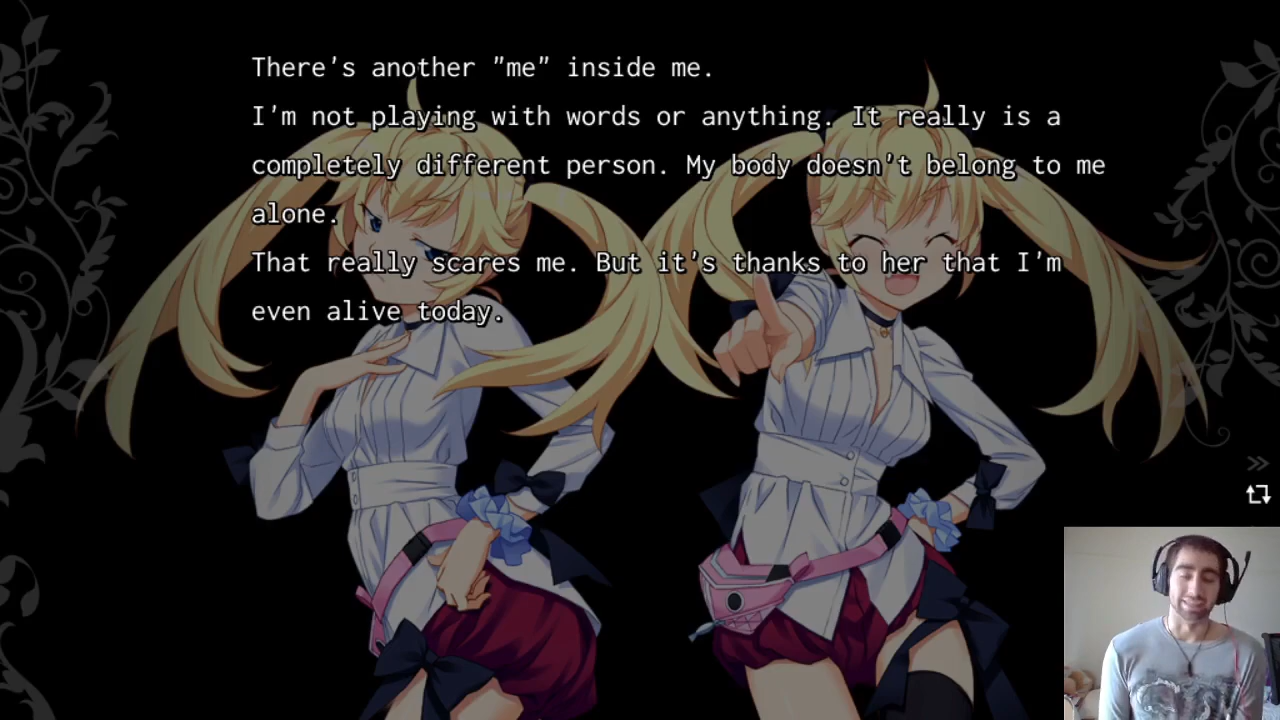 There's another "me" inside me.
I'm not playing with words or anything. It really is a
completely different person. My body doesn't belong to me
alone.
That really scares me. But it's thanks to her that I'm
even alive today.